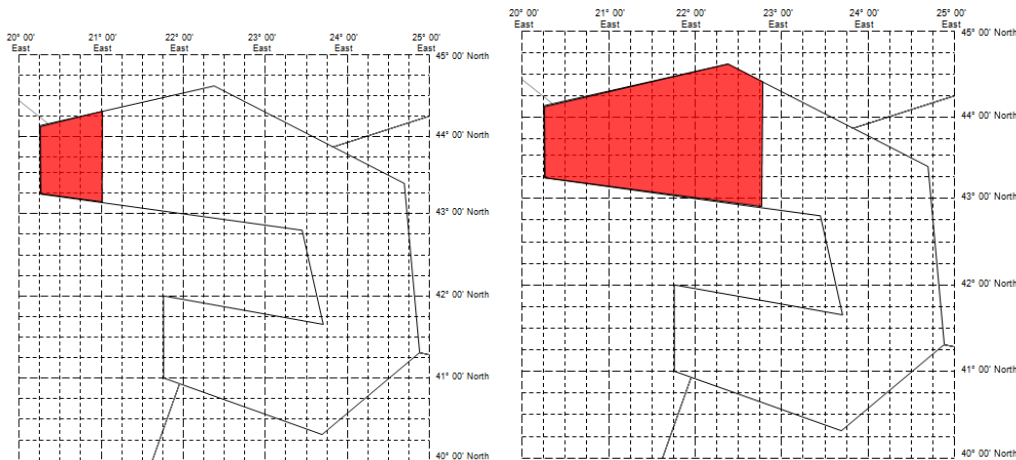 20° 00'
East
21° 00'
East
22° 00'
East
23° 00'
East
24° 00'
East
25° 00'
East
45° 00' North
44° 00' North
43° 00' North
42° 00' North
41° 00' North
40° 00' North
20° 00'
East
21° 00'
East
22° 00'
East
23° 00'
East
24° 00'
East
25° 00'
East
45° 00' North
44° 00' North
43° 00' North
42° 00' North
41° 00' North
40° 00' North